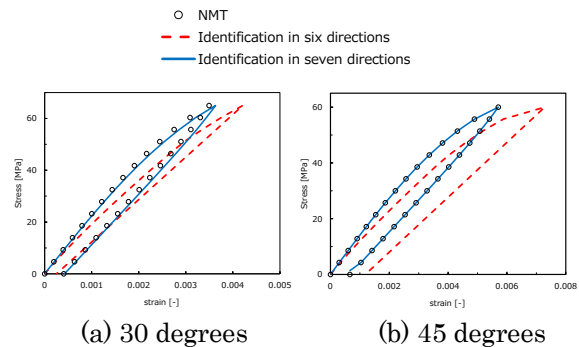 NMT
Identification in six directions
Identification in seven directions
60
40
20
0
Stress [MPa]
0 0.001 0.002 0.003 0.004 0.005
strain [-]
(a) 30 degrees
80
60
40
20
0
Stress [MPa]
0 0.002 0.004 0.006 0.008
strain [-]
(b) 45 degrees